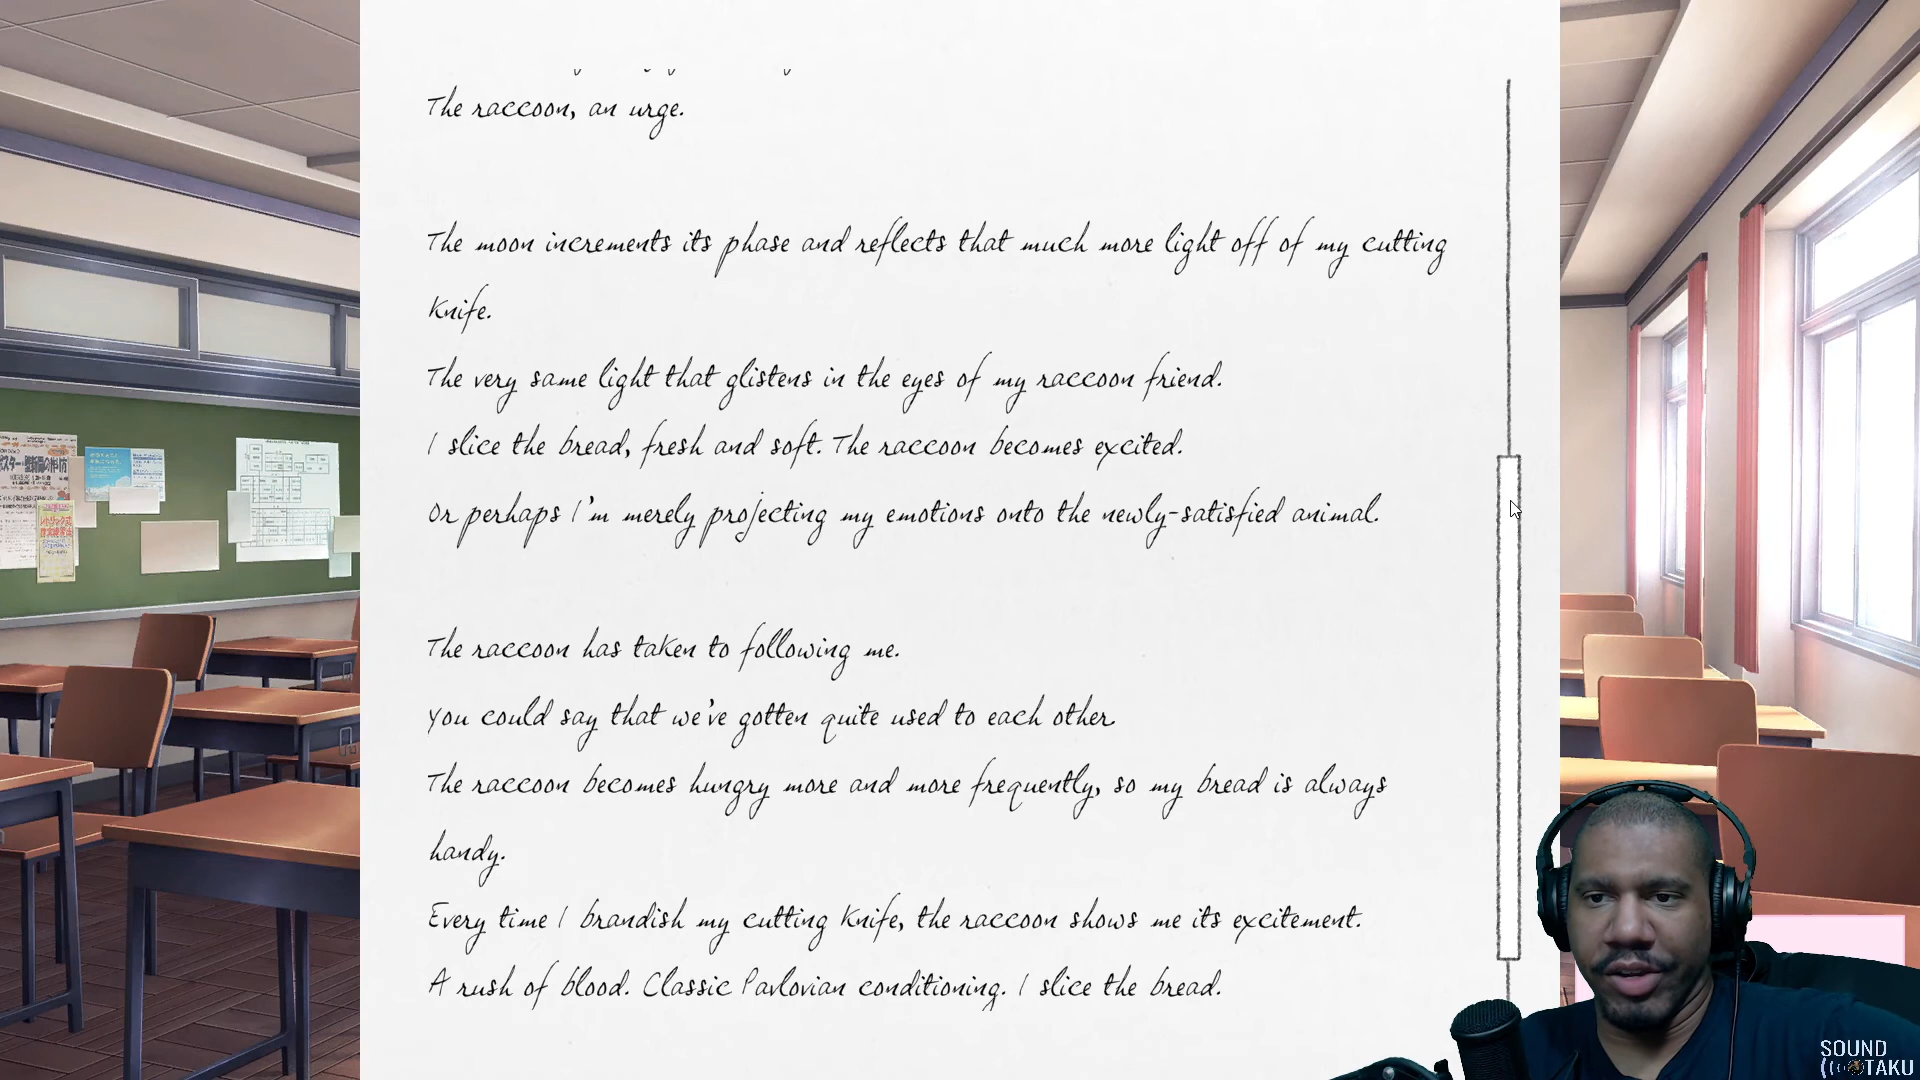 The raccoon, an urge.
The moon increments its phase and reflects that much more light off of my cutting
knife.
The very same light that glistens in the eyes of my raccoon friend.
I slice the bread, fresh and soft. The raccoon becomes excited.
Or perhaps I'm merely projecting my emotions onto the newly-satisfied animal.
The raccoon has taken to following me.
You could say that we've gotten quite used to each other.
The raccoon becomes hungry more and more frequently, so my bread is always
handy.
Every time I brandish my cutting knife, the raccoon shows me its excitement.
A rush of blood. Classic Pavlovian conditioning. I slice the bread.
SOUND
OTAKU